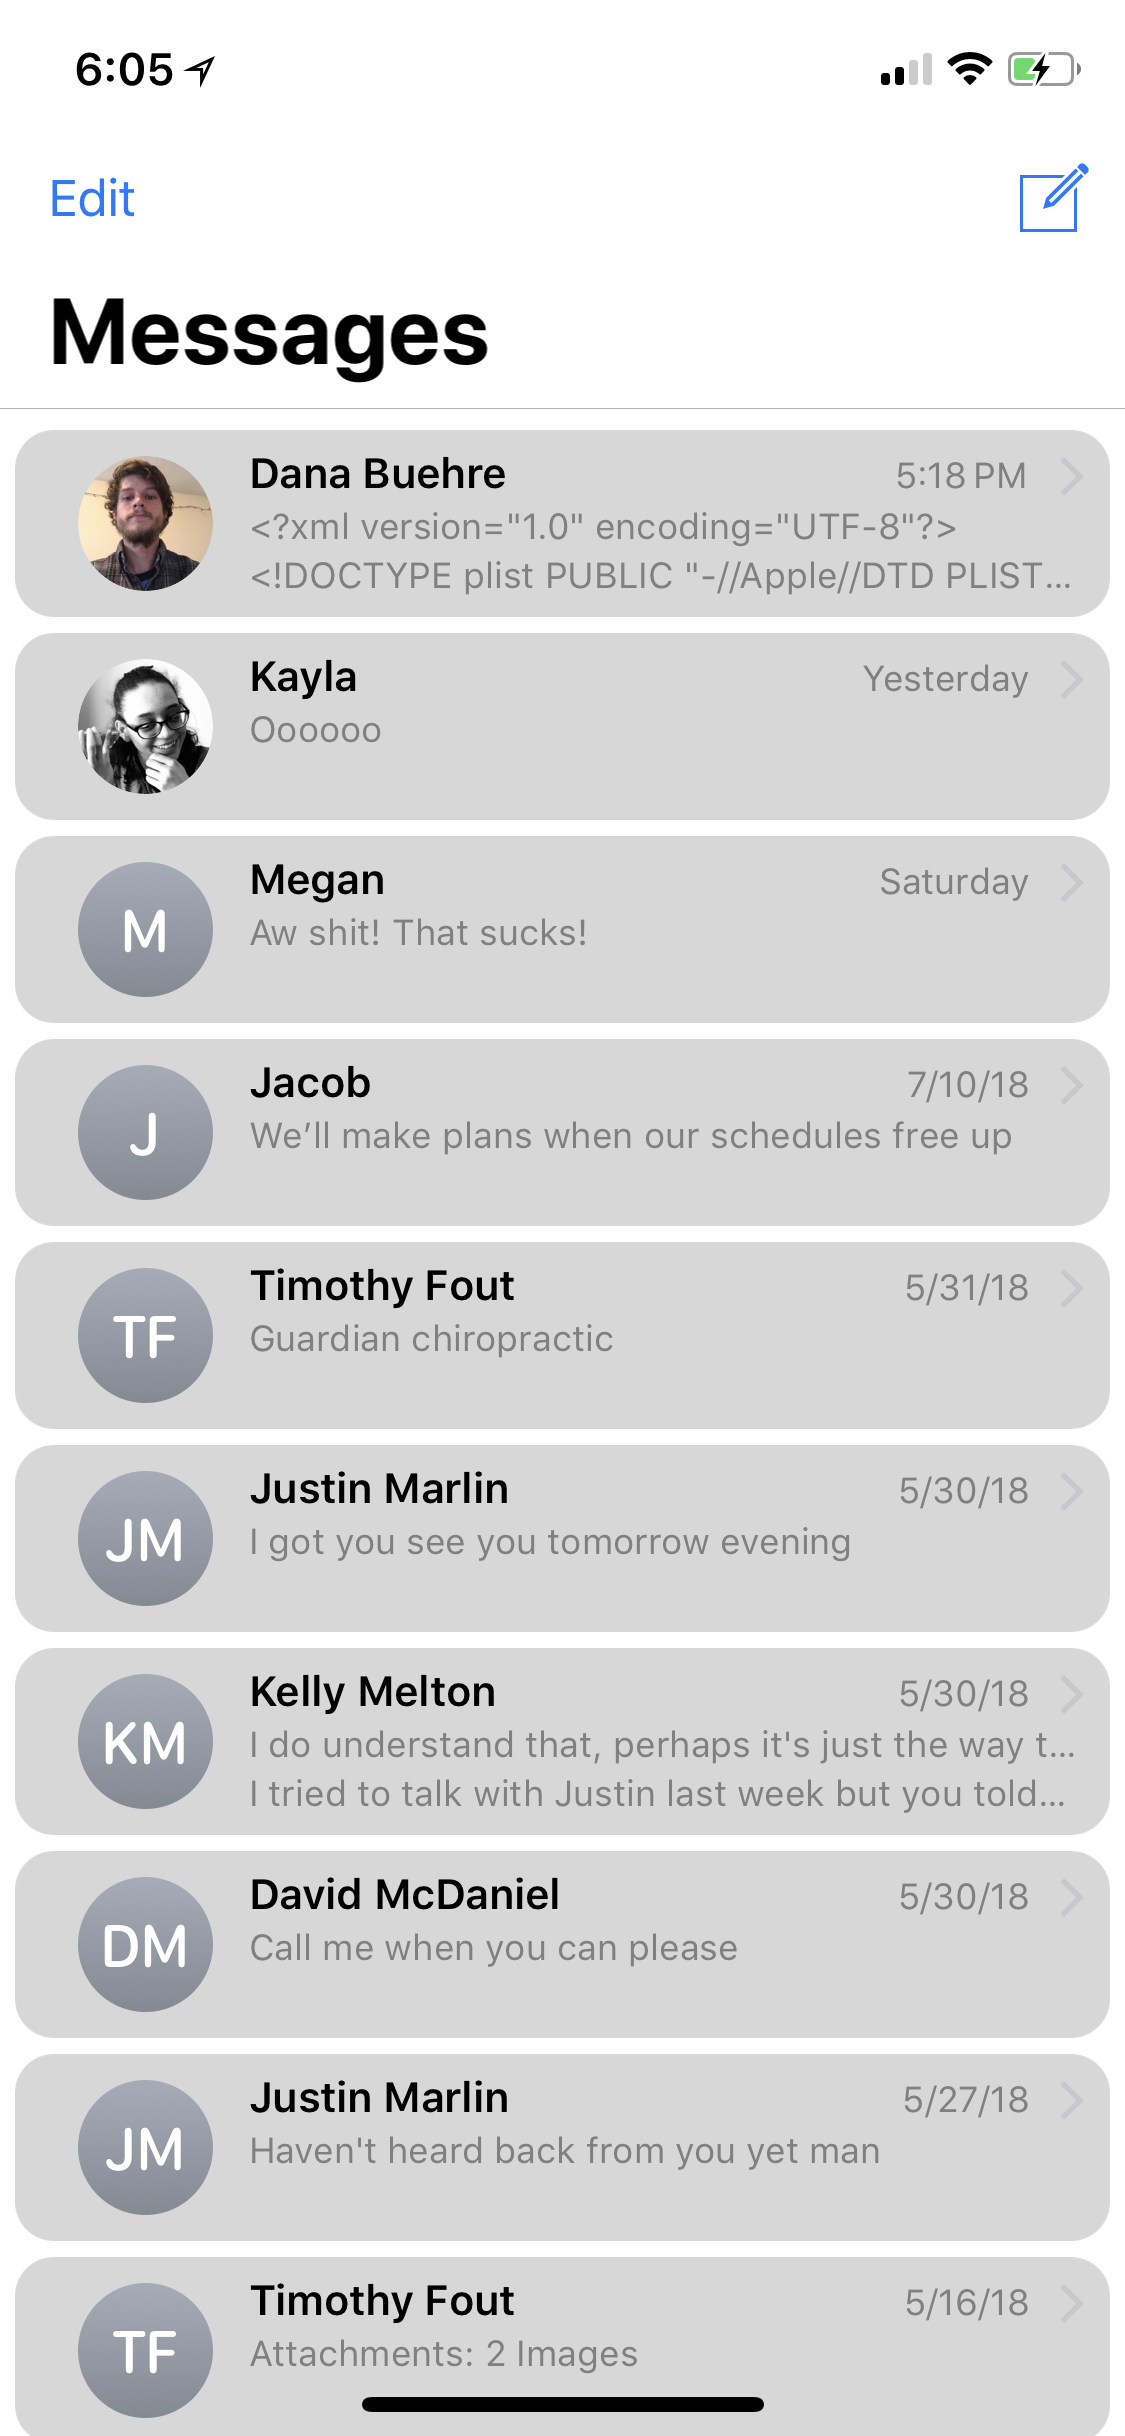 6:05
Edit
Messages
Dana Buehre 5:18 PM
<?xml version="1.0" encoding="UTF-8"?>
<!DOCTYPE plist PUBLIC "-//Apple//DTD PLIST...
Kayla Yesterday
Oooooo
M
Megan Saturday
Aw shit! That sucks!
J
Jacob 7/10/18
We’ll make plans when our schedules free up
TF
Timothy Fout 5/31/18
Guardian chiropractic
JM
Justin Marlin 5/30/18
I got you see you tomorrow evening
KM
Kelly Melton 5/30/18
I do understand that, perhaps it's just the way t...
I tried to talk with Justin last week but you told...
DM
David McDaniel 5/30/18
Call me when you can please
JM
Justin Marlin 5/27/18
Haven't heard back from you yet man
TF
Timothy Fout 5/16/18
Attachments: 2 Images